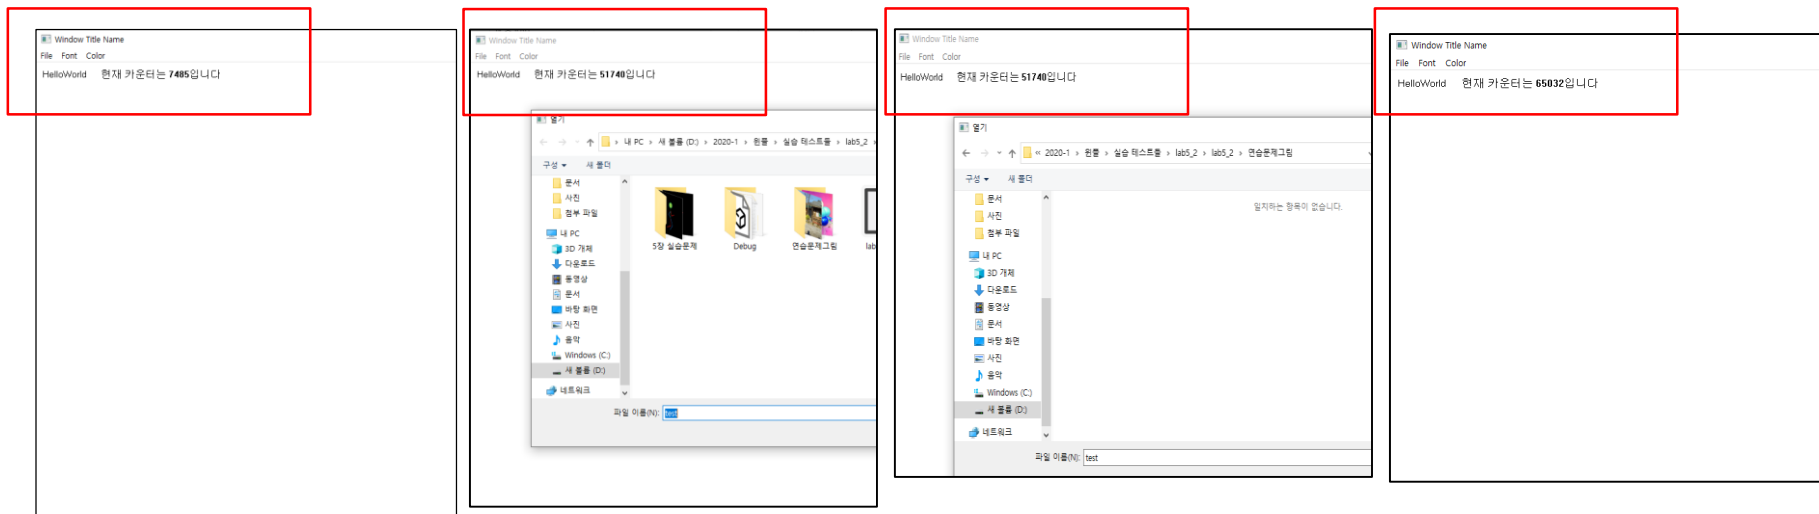 Window Title Name
File Font Color
HelloWorld 현재 카운터는 7485입니다
Window Title Name
File Font Color
HelloWorld 현재 카운터는 51740입니다
열기
내 PC › 새 볼륨 (D:) › 2020-1 › 윈플 › 실습 테스트들 › lab5_2 ›
구성 새 폴더
문서
사진
첨부 파일
내 PC
3D 개체
다운로드
동영상
문서
바탕 화면
사진
음악
Windows (C:)
새 볼륨 (D:)
네트워크
5장 실습문제 Debug 연습문제그림 lab
파일 이름(N): test
Window Title Name
File Font Color
HelloWorld 현재 카운터는 51740입니다
열기
« 2020-1 › 윈플 › 실습 테스트들 › lab5_2 › lab5_2 › 연습문제그림
구성 새 폴더
문서
사진
첨부 파일
내 PC
3D 개체
다운로드
동영상
문서
바탕 화면
사진
음악
Windows (C:)
새 볼륨 (D:)
네트워크
일치하는 항목이 없습니다.
파일 이름(N): test
Window Title Name
File Font Color
HelloWorld 현재 카운터는 65032입니다